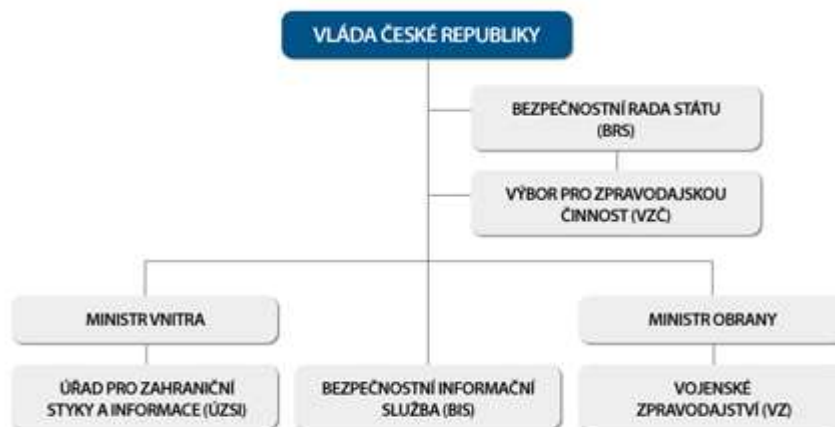 VLÁDA ČESKÉ REPUBLIKY
BEZPEČNOSTNÍ RADA STÁTU
(BRS)
VÝBOR PRO ZPRAVODAJSKOU
ČINNOST (VZČ)
MINISTR VNITRA
MINISTR OBRANY
ÚŘAD PRO ZAHRANIČNÍ
STYKY A INFORMACE (ÚZSI)
BEZPEČNOSTNÍ INFORMAČNÍ
SLUŽBA (BIS)
VOJENSKÉ
ZPRAVODAJSTVÍ (VZ)